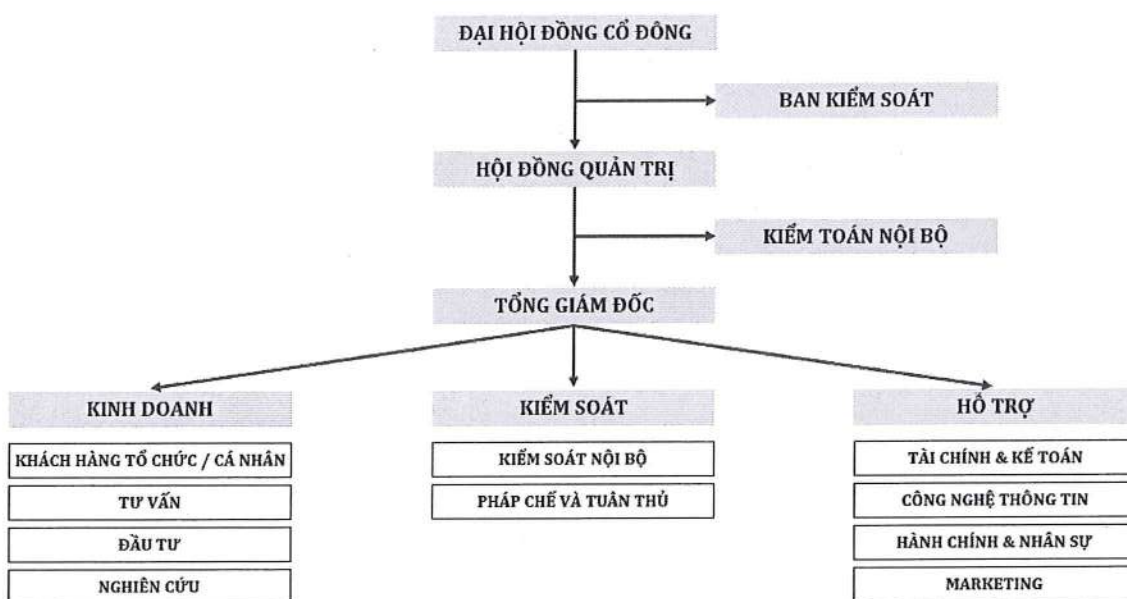 ĐẠI HỘI ĐỒNG CỔ ĐÔNG
BAN KIỂM SOÁT
HỘI ĐỒNG QUẢN TRỊ
KIỂM TOÁN NỘI BỘ
TỔNG GIÁM ĐỐC
KINH DOANH
KHÁCH HÀNG TỔ CHỨC / CÁ NHÂN
TƯ VẤN
ĐẦU TƯ
NGHIÊN CỨU
KIỂM SOÁT
KIỂM SOÁT NỘI BỘ
PHÁP CHẾ VÀ TUÂN THỦ
HỖ TRỢ
TÀI CHÍNH & KẾ TOÁN
CÔNG NGHỆ THÔNG TIN
HÀNH CHÍNH & NHÂN SỰ
MARKETING